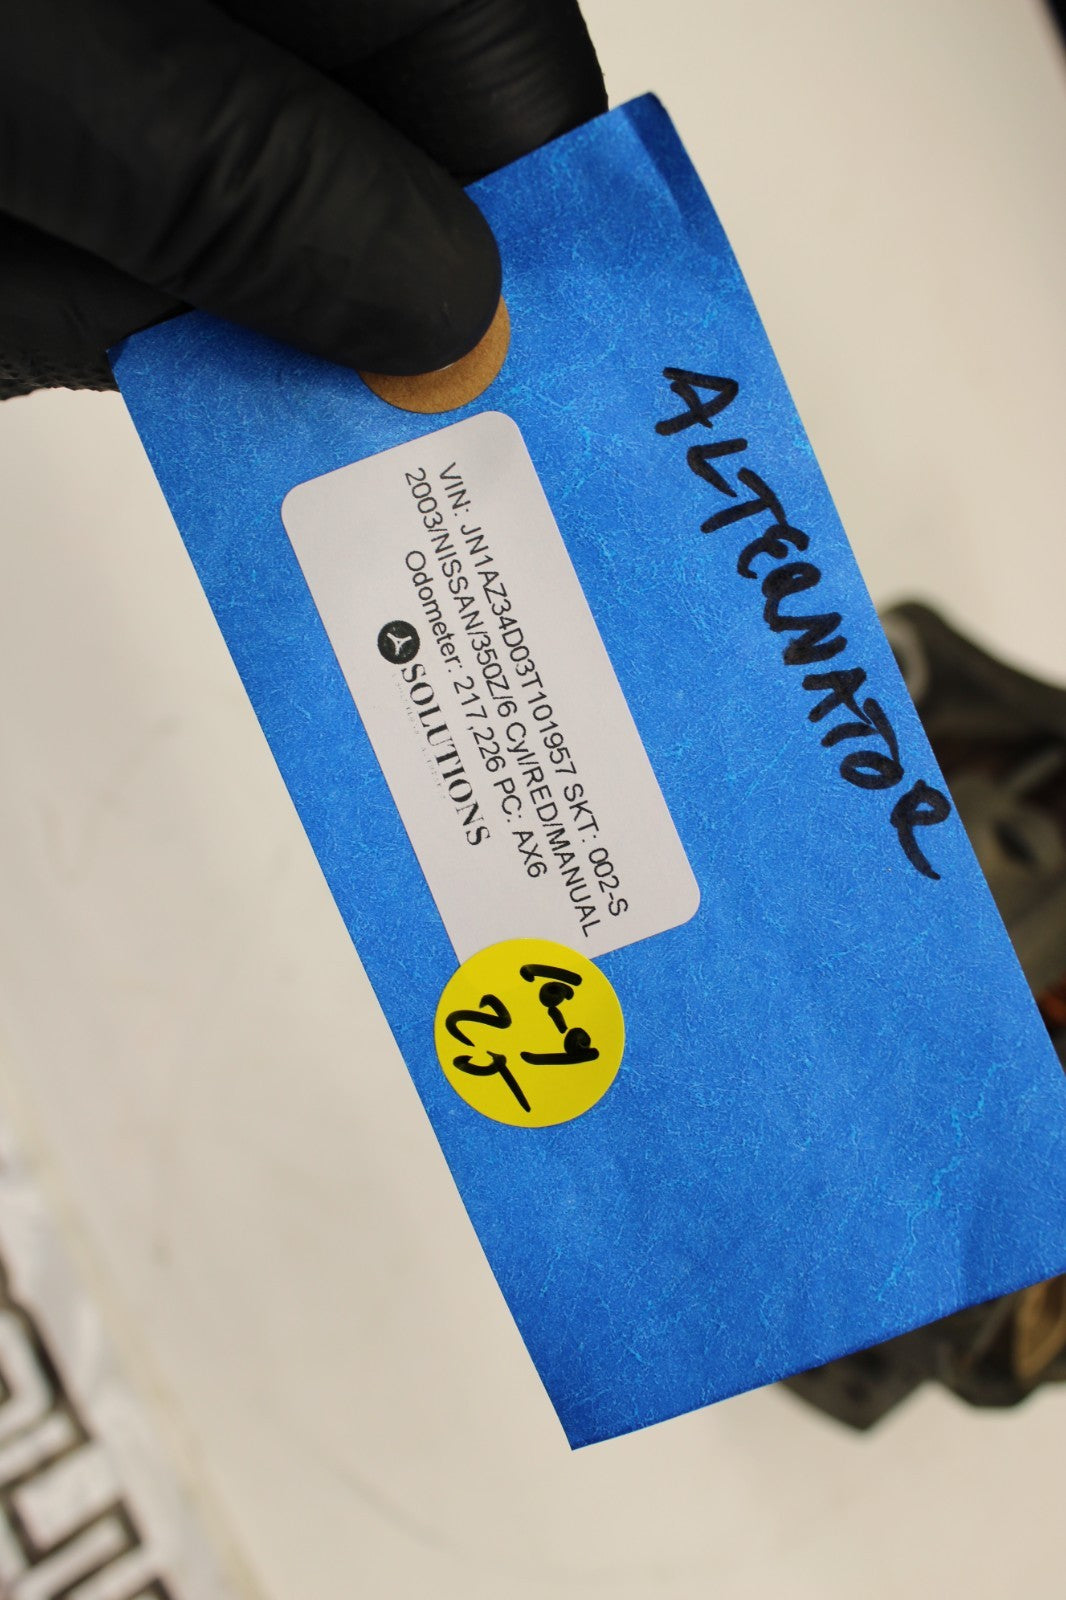 ALTERNATOR
VIN: JN1AZ34D03T101957 SKT: 002-S
2003/NISSAN/350Z/6 Cyl/RED/MANUAL
Odometer: 217,226 PC: AX6
SOLUTIONS
10-9
25